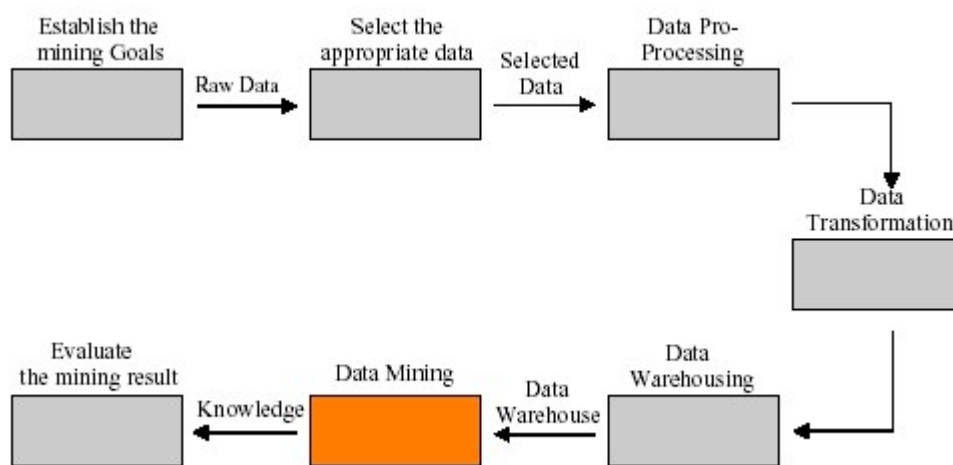 Establish the
mining Goals
Raw Data
Select the
appropriate data
Selected
Data
Data Pro-
Processing
Data
Transformation
Data
Warehousing
Data
Warehouse
Data Mining
Knowledge
Evaluate
the mining result